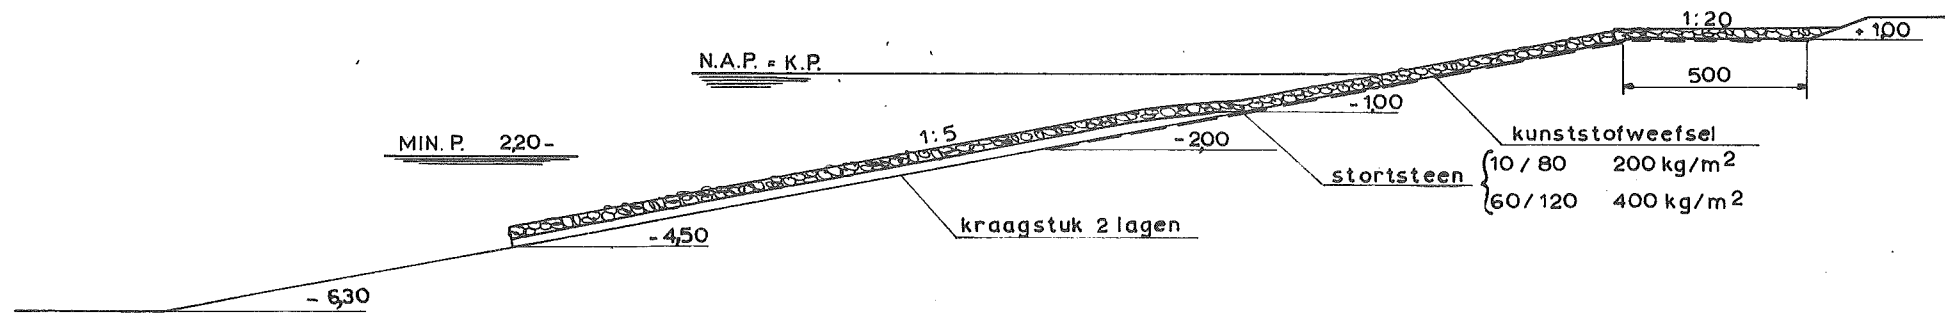 1:20
+ 1,00
N.A.P. = K.P.
500
- 1,00
1:5
kunststofweefsel
MIN. P. 2,20-
- 2,00
stortsteen
10 / 80 200 kg/m²
60 / 120 400 kg/m²
kraagstuk 2 lagen
- 4,50
- 6,30